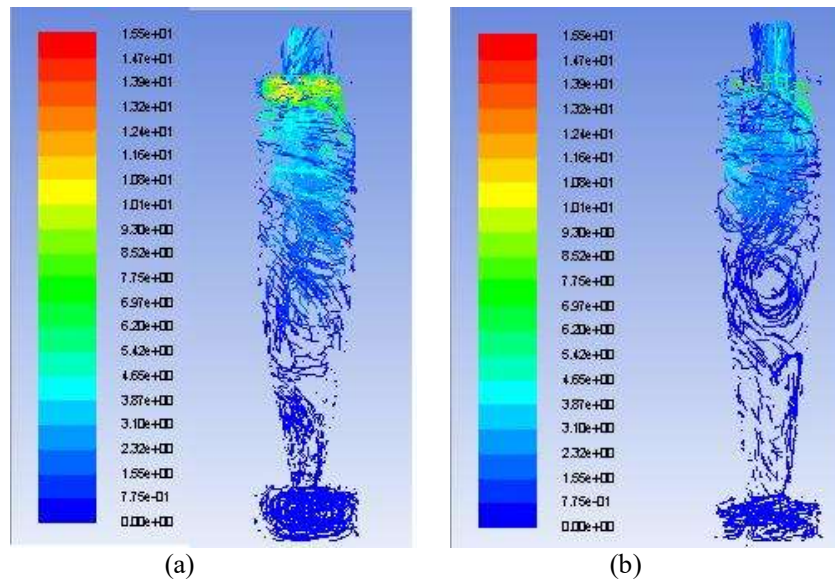 1.55e+01
1.47e+01
1.39e+01
1.32e+01
1.24e+01
1.16e+01
1.08e+01
1.01e+01
9.30e+00
8.52e+00
7.75e+00
6.97e+00
6.20e+00
5.42e+00
4.65e+00
3.87e+00
3.10e+00
2.32e+00
1.55e+00
7.75e-01
0.00e+00
(a)
1.55e+01
1.47e+01
1.39e+01
1.32e+01
1.24e+01
1.16e+01
1.08e+01
1.01e+01
9.30e+00
8.52e+00
7.75e+00
6.97e+00
6.20e+00
5.42e+00
4.65e+00
3.87e+00
3.10e+00
2.32e+00
1.55e+00
7.75e-01
0.00e+00
(b)